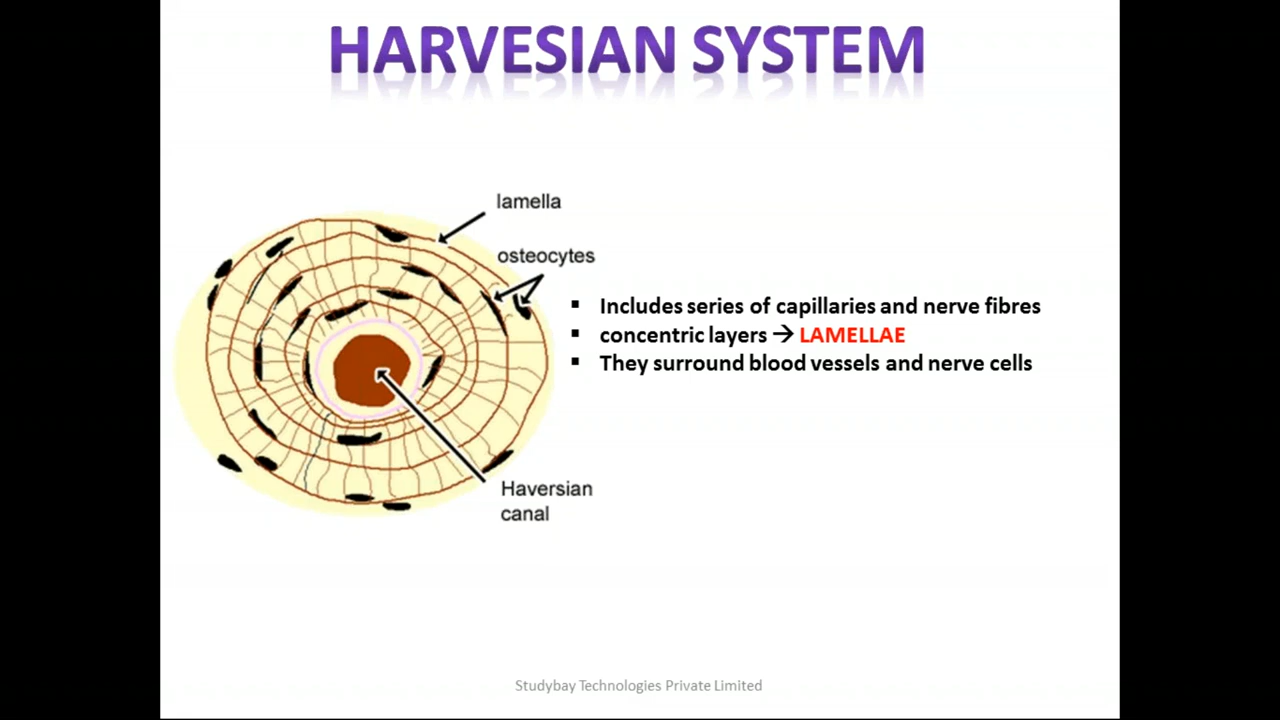 HARVESIAN SYSTEM
lamella
osteocytes
▪ Includes series of capillaries and nerve fibres
▪ concentric layers → LAMELLAE
▪ They surround blood vessels and nerve cells
Haversian
canal
Studybay Technologies Private Limited